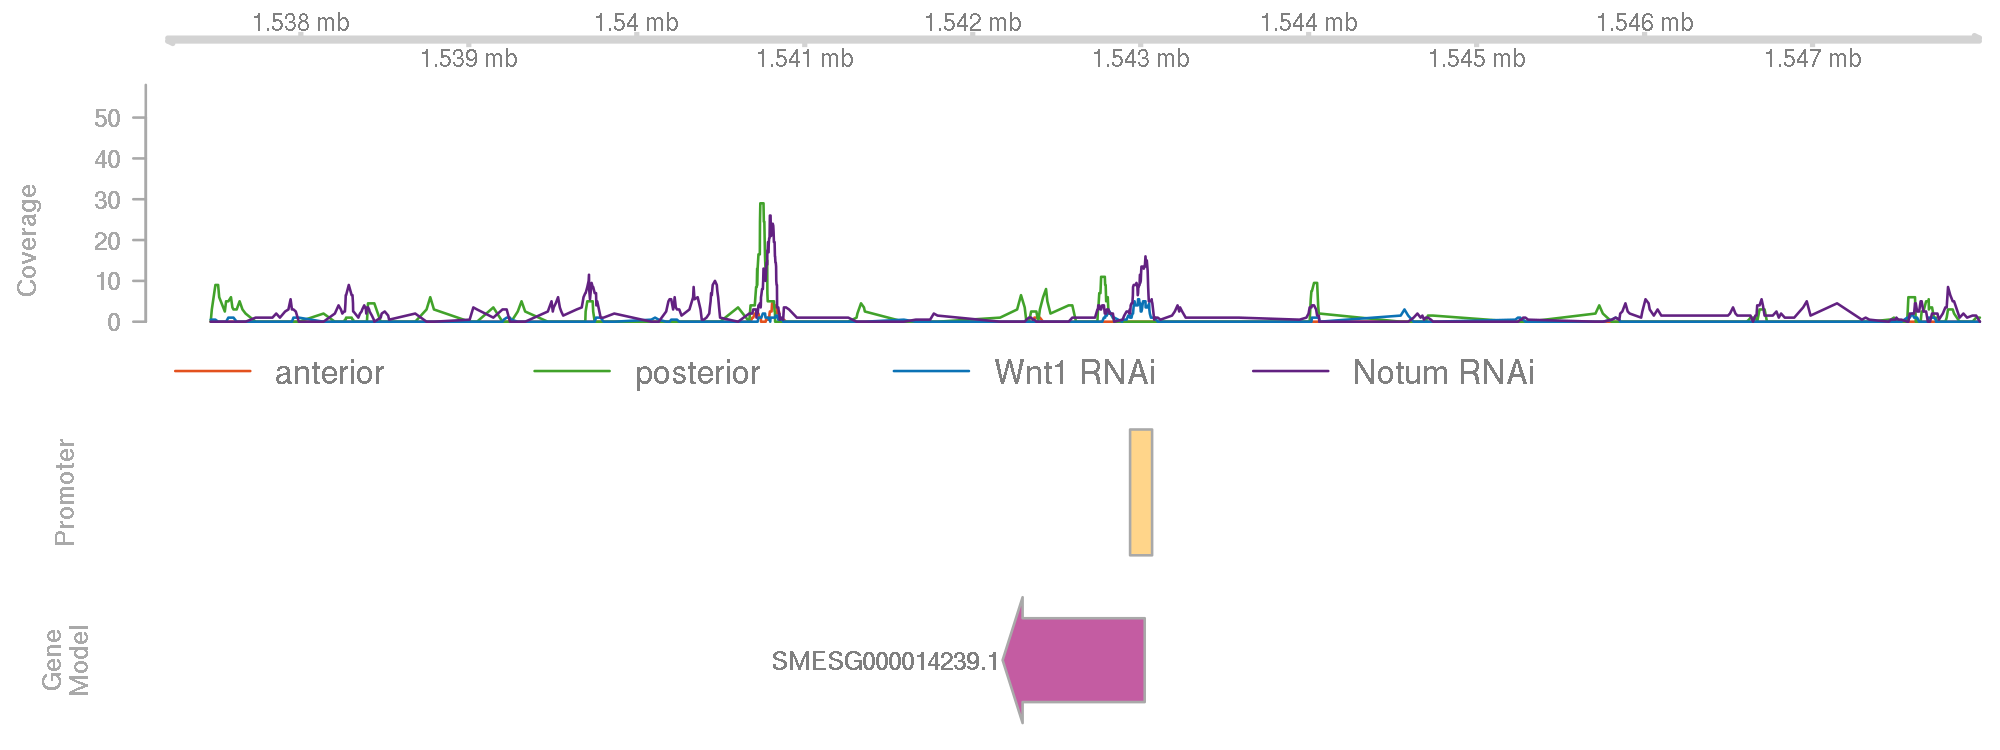 1.538 mb 1.54 mb 1.542 mb 1.544 mb 1.546 mb
1.539 mb 1.541 mb 1.543 mb 1.545 mb 1.547 mb
Coverage
50
40
30
20
10
0
anterior posterior Wnt1 RNAi Notum RNAi
Promoter
Gene
Model
SMESG000014239.1